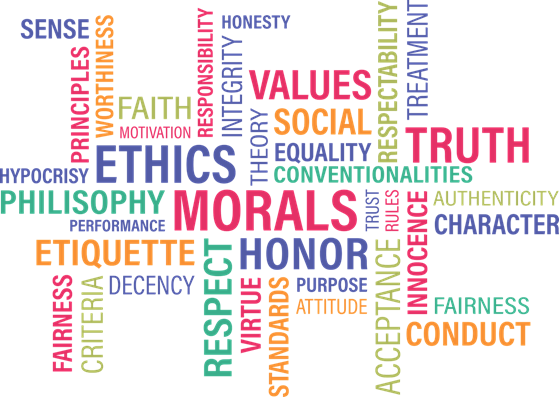 SENSE
PRINCIPLES
WORTHINESS
FAITH
MOTIVATION
RESPONSIBILITY
HONESTY
INTEGRITY
THEORY
VALUES
SOCIAL
EQUALITY
CONVENTIONALITIES
RESPECTABILITY
TREATMENT
TRUTH
HYPOCRISY
ETHICS
PHILISOPHY
MORALS
TRUST
RULES
AUTHENTICITY
CHARACTER
PERFORMANCE
ETIQUETTE
RESPECT
HONOR
ACCEPTANCE
INNOCENCE
FAIRNESS
CRITERIA
DECENCY
VIRTUE
STANDARDS
PURPOSE
ATTITUDE
FAIRNESS
CONDUCT